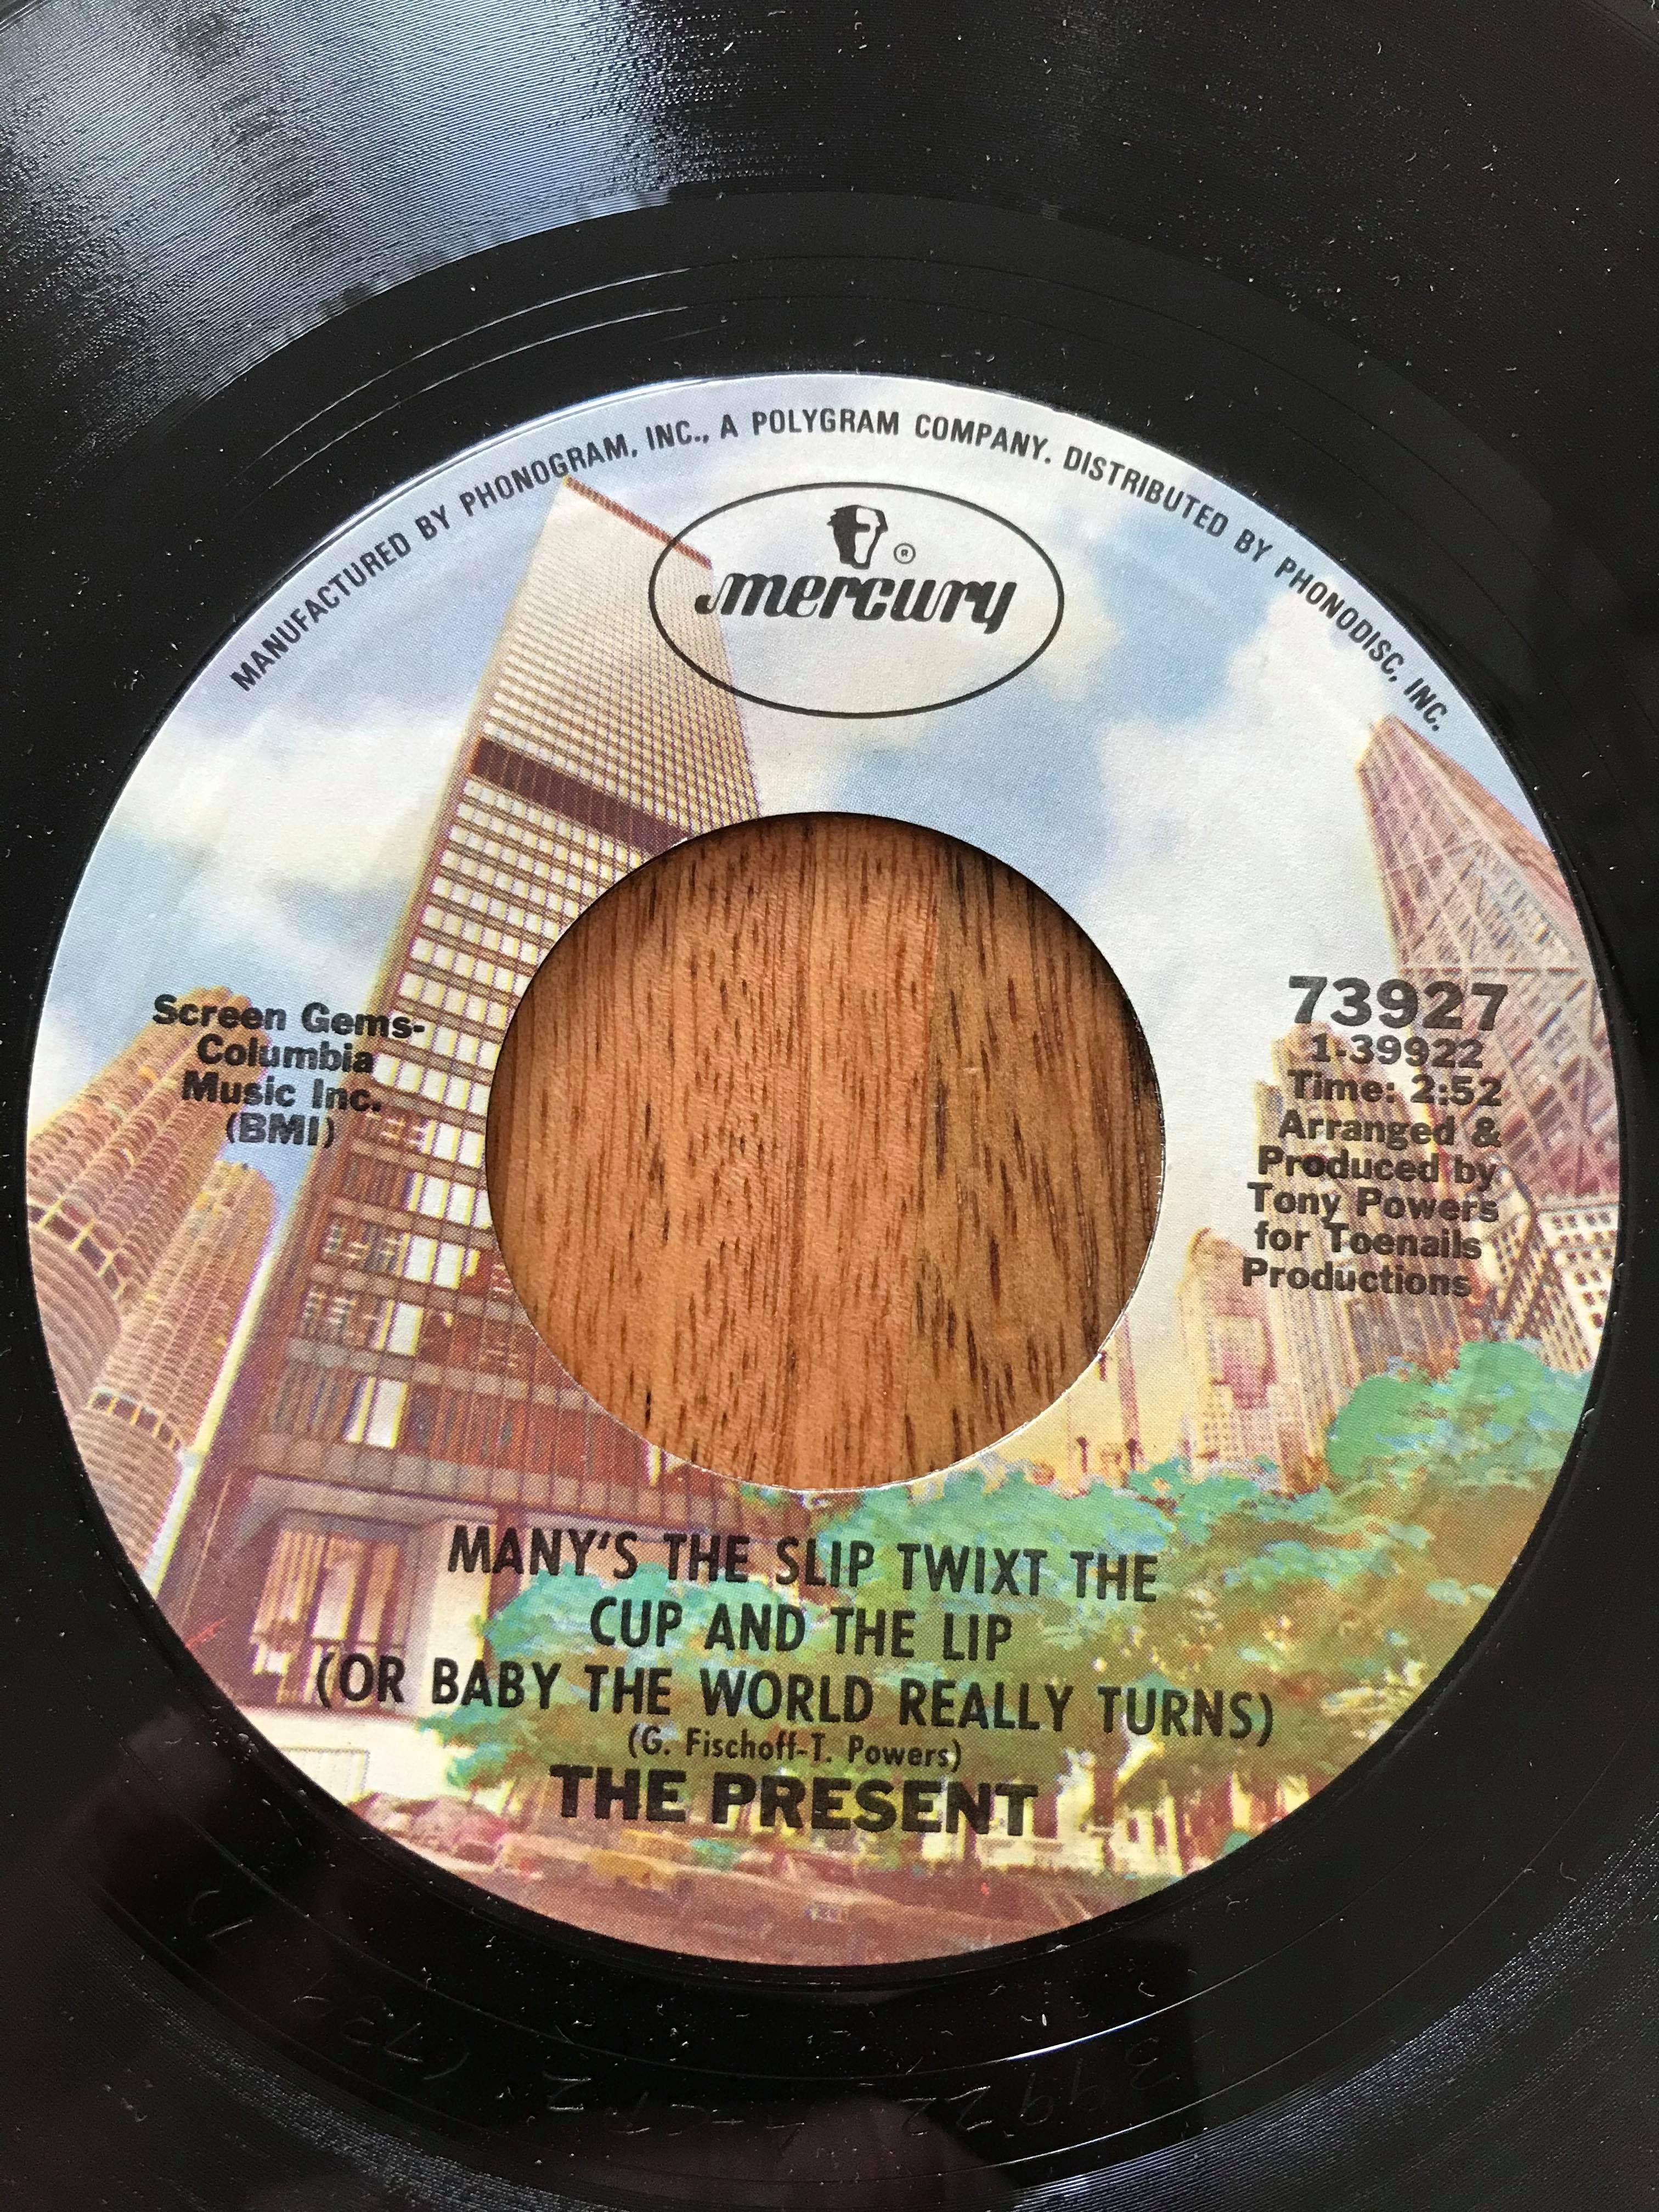 MANUFACTURED BY PHONOGRAM, INC., A POLYGRAM COMPANY. DISTRIBUTED BY PHONODISC, INC.
®
mercury
Screen Gems-
Columbia
Music Inc.
(BMI)
73927
1-39922
Time: 2:52
Arranged &
Produced by
Tony Powers
for Toenails
Productions
MANY'S THE SLIP TWIXT THE
CUP AND THE LIP
(OR BABY THE WORLD REALLY TURNS)
(G. Fischoff-T. Powers)
THE PRESENT